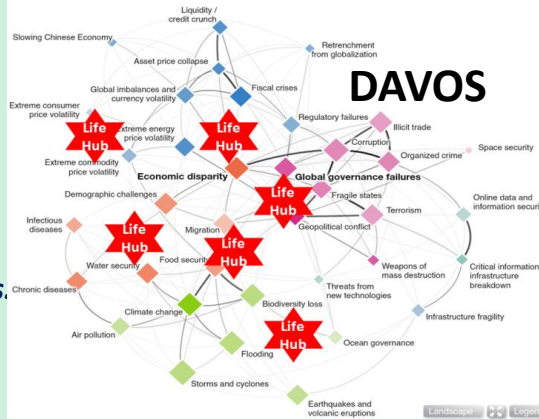 Liquidity /
credit crunch
Slowing Chinese Economy
Retrenchment
from globalization
Asset price collapse
DAVOS
Global imbalances and
currency volatility
Fiscal crises
Extreme consumer
price volatility
Regulatory failures
Illicit trade
Life
Hub
Life
Hub
xtreme energy
price volatility
Corruption
Organized crime
Space security
Extreme commodity
price volatility
Economic disparity
Global governance failures
Life
Hub
Fragile states
Demographic challenges
Online data and
information securi
Terrorism
Infectious
diseases
Migration
Geopolitical conflict
Life
Hub
Life
Hub
Water security
Food security
Weapons of
mass destruction
Critical information
infrastructure
breakdown
s.
Chronic diseases
Threats from
new technologies
Biodiversity loss
Climate change
Infrastructure fragility
Air pollution
Life
Hub
Ocean governance
Flooding
Storms and cyclones
Earthquakes and
volcanic eruptions
Landscape
Legen